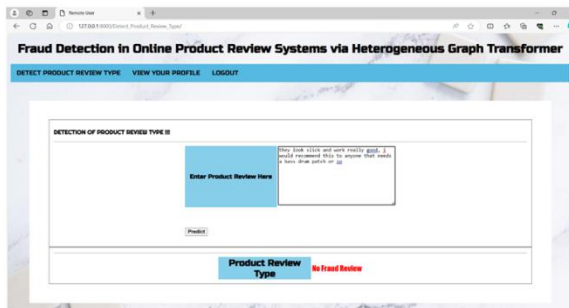 Remote User
127.0.0.1:8000/Detect_Product_Review_Type/
Fraud Detection in Online Product Review Systems via Heterogeneous Graph Transformer
DETECT PRODUCT REVIEW TYPE VIEW YOUR PROFILE LOGOUT
DETECTION OF PRODUCT REVIEW TYPE !!!
Enter Product Review Here
they look slick and work really good. i
would recommend this to anyone that needs
a bass drum patch or so
Predict
Product Review
Type
No Fraud Review